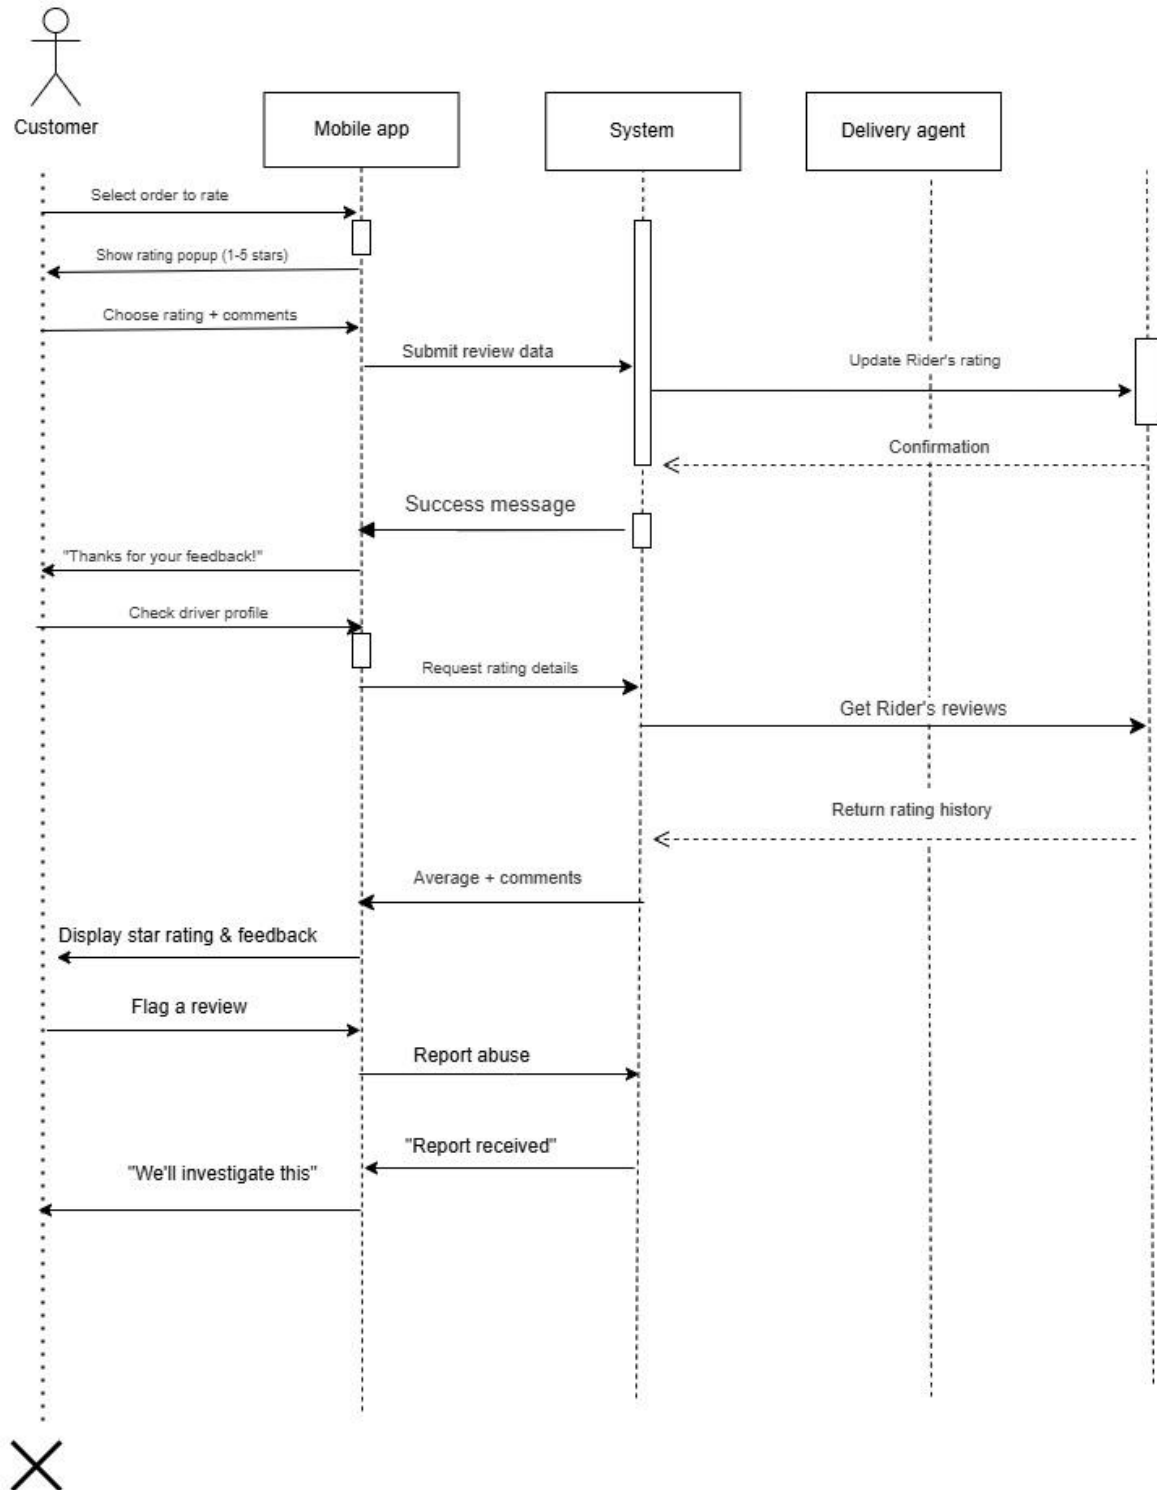 Customer
Mobile app
System
Delivery agent
Select order to rate
Show rating popup (1-5 stars)
Choose rating + comments
Submit review data
Update Rider's rating
Confirmation
Success message
"Thanks for your feedback!"
Check driver profile
Request rating details
Get Rider's reviews
Return rating history
Average + comments
Display star rating & feedback
Flag a review
Report abuse
"Report received"
"We'll investigate this"